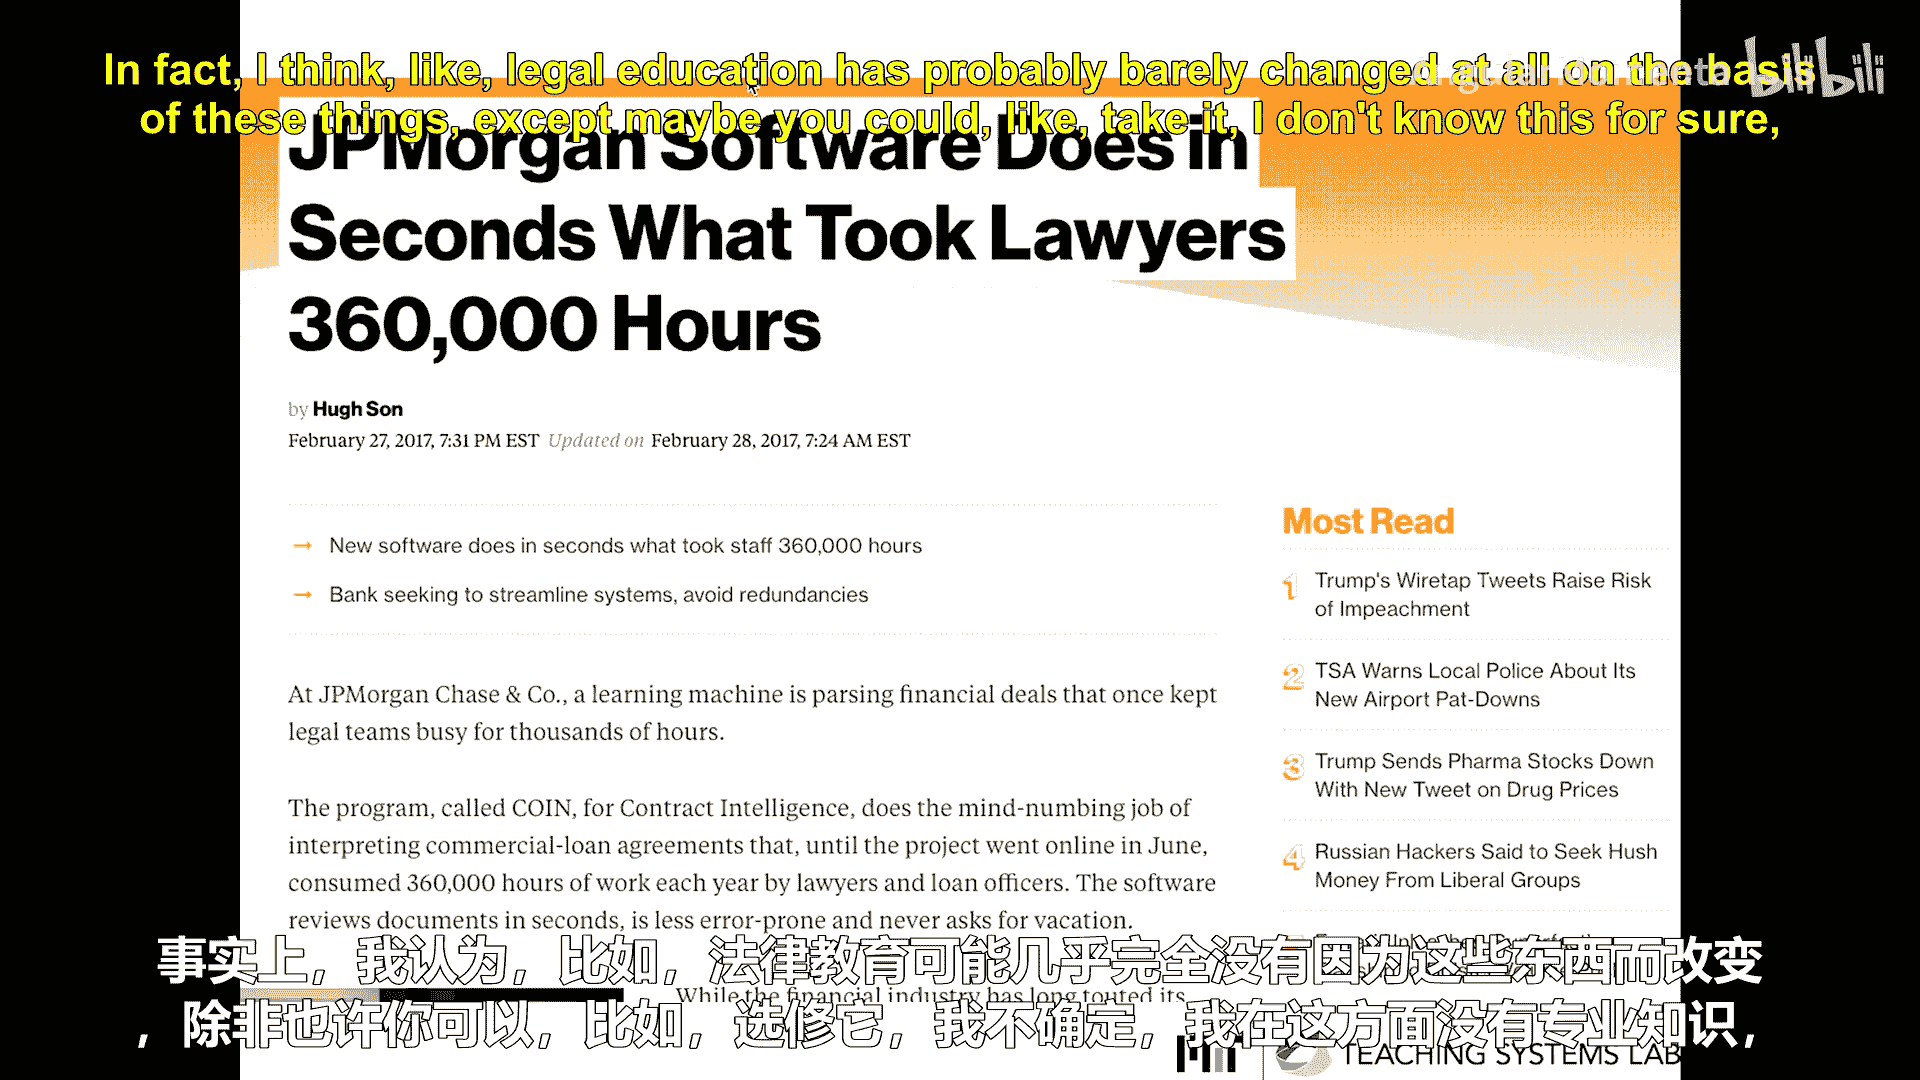 In fact, I think, like, legal education has probably barely changed at all on the basis
of these things, except maybe you could, like, take it, I don't know this for sure,
bilibili
JPMorgan Software Does in
Seconds What Took Lawyers
360,000 Hours
by Hugh Son
February 27, 2017, 7:31 PM EST Updated on February 28, 2017, 7:24 AM EST
→ New software does in seconds what took staff 360,000 hours
→ Bank seeking to streamline systems, avoid redundancies
At JPMorgan Chase & Co., a learning machine is parsing financial deals that once kept
legal teams busy for thousands of hours.
The program, called COIN, for Contract Intelligence, does the mind-numbing job of
interpreting commercial-loan agreements that, until the project went online in June,
consumed 360,000 hours of work each year by lawyers and loan officers. The software
reviews documents in seconds, is less error-prone and never asks for vacation.
While the financial industry has long touted its
Most Read
1 Trump's Wiretap Tweets Raise Risk
of Impeachment
2 TSA Warns Local Police About Its
New Airport Pat-Downs
3 Trump Sends Pharma Stocks Down
With New Tweet on Drug Prices
4 Russian Hackers Said to Seek Hush
Money From Liberal Groups
事实上，我认为，比如，法律教育可能几乎完全没有因为这些东西而改变
，除非也许你可以，比如，选修它，我不确定，我在这方面没有专业知识，
TEACHING SYSTEMS LAB